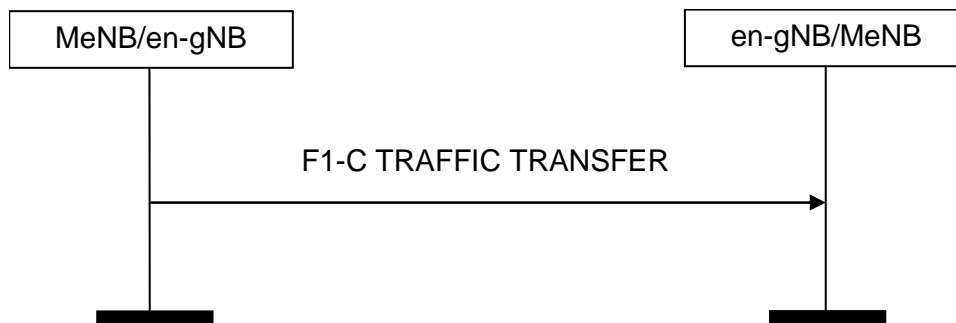 MeNB/en-gNB
en-gNB/MeNB
F1-C TRAFFIC TRANSFER